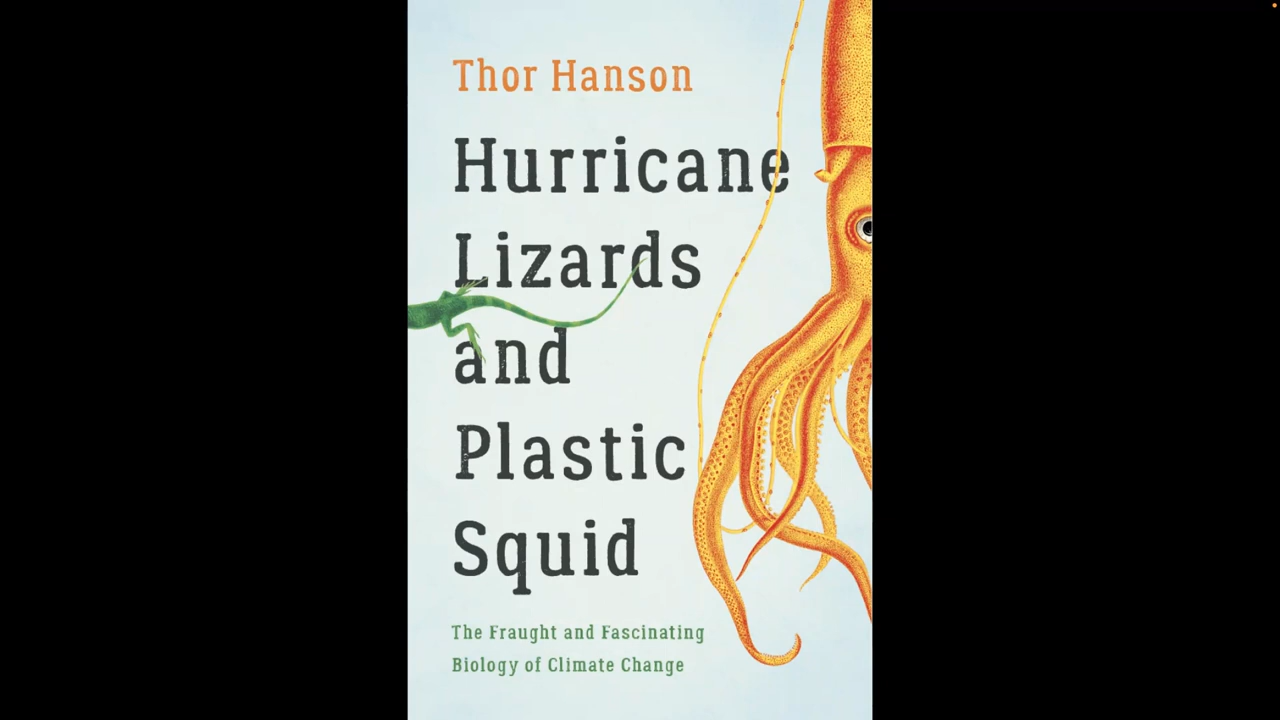 Thor Hanson
Hurricane
Lizards
and
Plastic
Squid
The Fraught and Fascinating
Biology of Climate Change